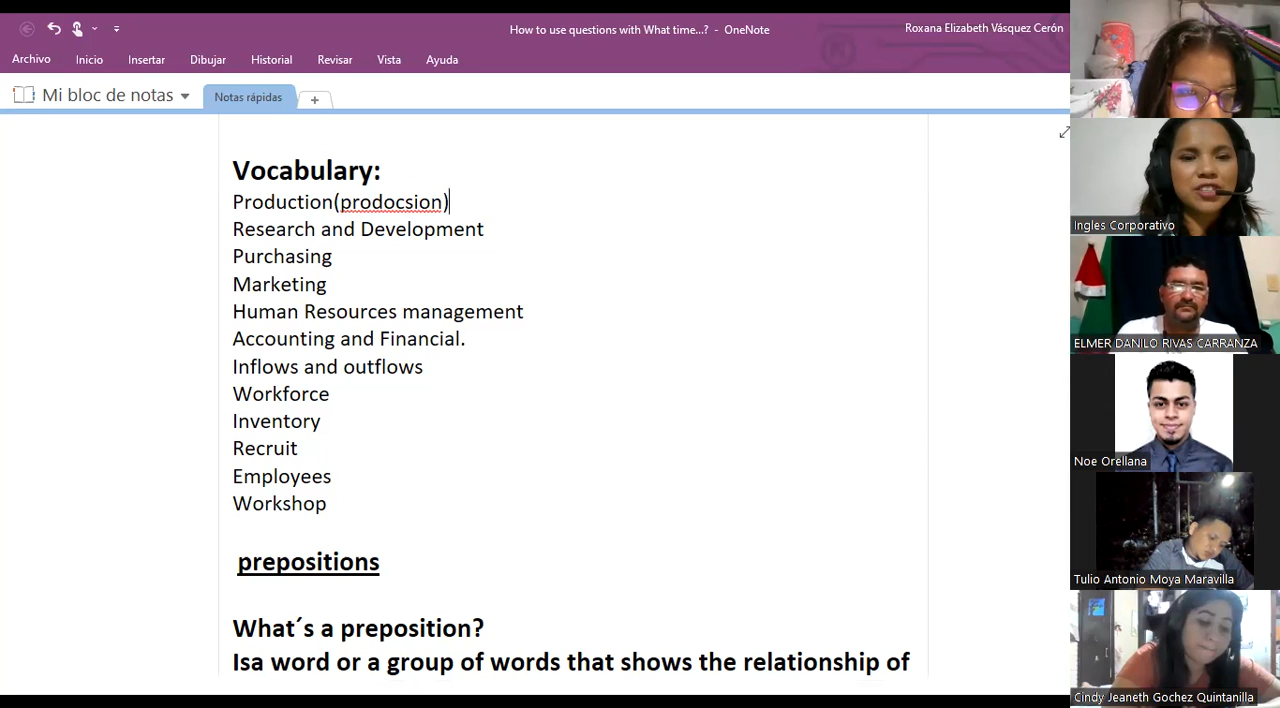 How to use questions with What time...? - OneNote
Roxana Elizabeth Vásquez Cerón
Archivo Inicio Insertar Dibujar Historial Revisar Vista Ayuda
Mi bloc de notas
Notas rápidas
Vocabulary:
Production(prodocsion)
Research and Development
Purchasing
Marketing
Human Resources management
Accounting and Financial.
Inflows and outflows
Workforce
Inventory
Recruit
Employees
Workshop
prepositions
What´s a preposition?
Isa word or a group of words that shows the relationship of
Ingles Corporativo
ELMER DANILO RIVAS CARRANZA
Noe Orellana
Tulio Antonio Moya Maravilla
Cindy Jeaneth Gochez Quintanilla